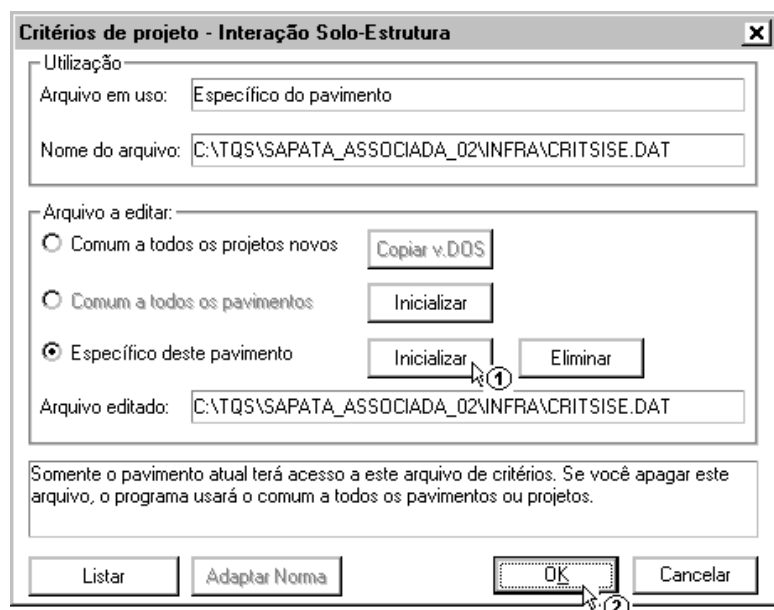 Critérios de projeto - Interação Solo-Estrutura
Utilização
Arquivo em uso: Específico do pavimento
Nome do arquivo: C:\TQS\SAPATA_ASSOCIADA_02\INFRA\CRITSISE.DAT
Arquivo a editar:
Comum a todos os projetos novos Copiar v.DOS
Comum a todos os pavimentos Inicializar
Específico deste pavimento Inicializar Eliminar
1
Arquivo editado: C:\TQS\SAPATA_ASSOCIADA_02\INFRA\CRITSISE.DAT
Somente o pavimento atual terá acesso a este arquivo de critérios. Se você apagar este
arquivo, o programa usará o comum a todos os pavimentos ou projetos.
Listar Adaptar Norma OK Cancelar
2